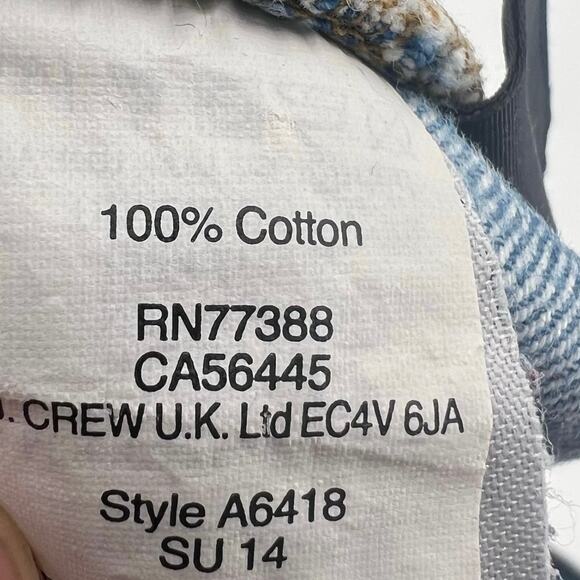 100% Cotton
RN77388
CA56445
J. CREW U.K. Ltd EC4V 6JA
Style A6418
SU 14